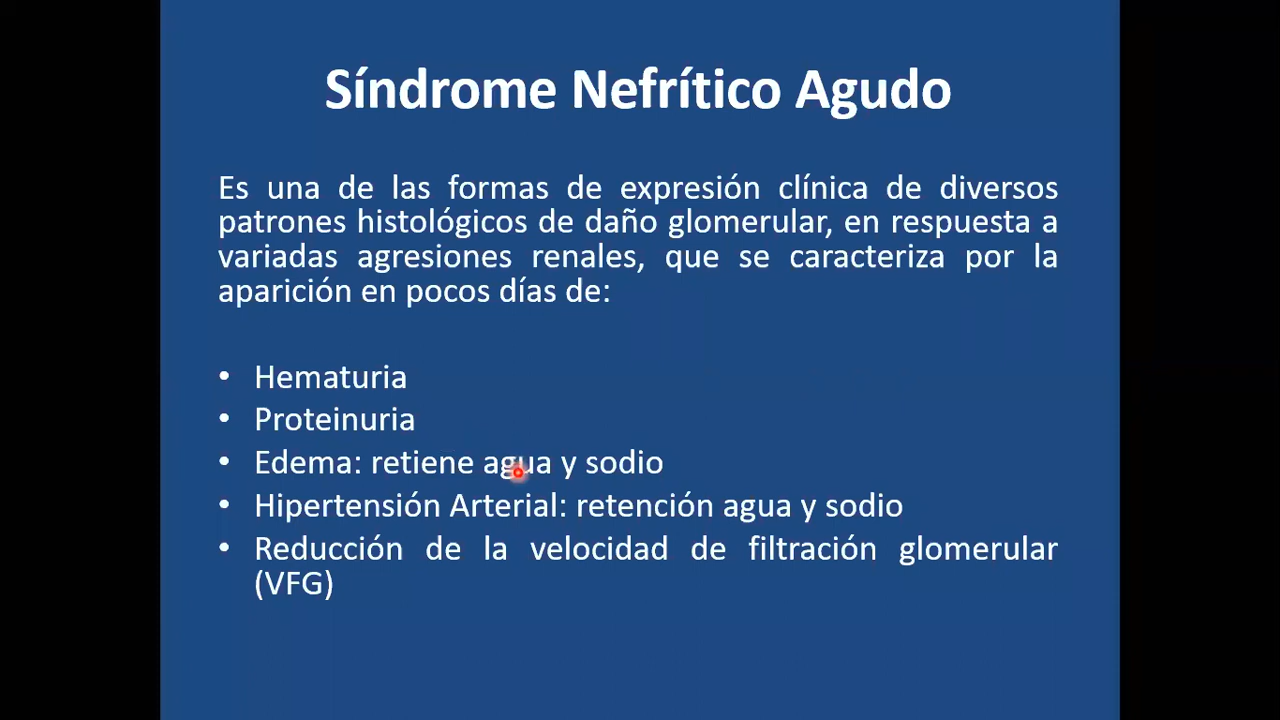 Síndrome Nefrítico Agudo
Es una de las formas de expresión clínica de diversos
patrones histológicos de daño glomerular, en respuesta a
variadas agresiones renales, que se caracteriza por la
aparición en pocos días de:
• Hematuria
• Proteinuria
• Edema: retiene agua y sodio
• Hipertensión Arterial: retención agua y sodio
• Reducción de la velocidad de filtración glomerular
(VFG)